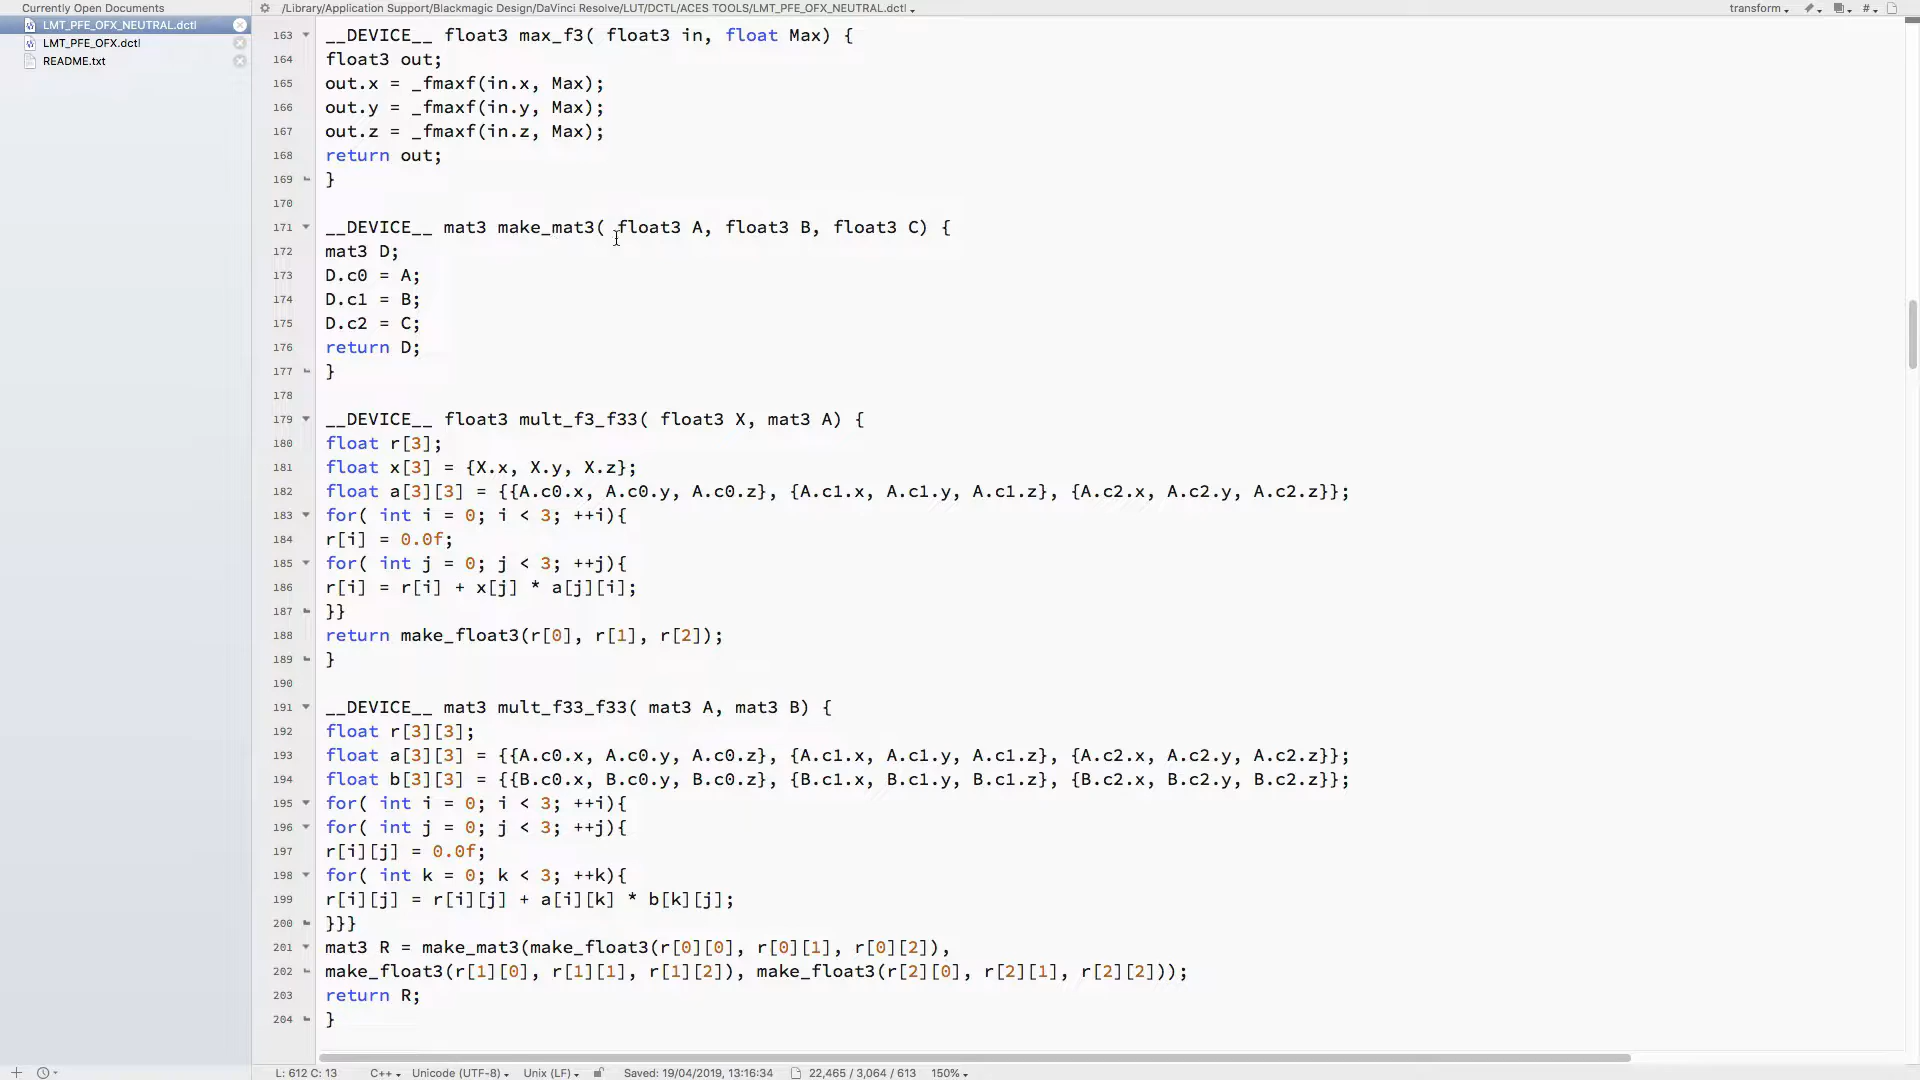 Currently Open Documents
LMT_PFE_OFX_NEUTRAL.dctl
LMT_PFE_OFX.dctl
README.txt
/Library/Application Support/Blackmagic Design/DaVinci Resolve/LUT/DCTL/ACES TOOLS/LMT_PFE_OFX_NEUTRAL.dctl
transform
#
163 __DEVICE__ float3 max_f3( float3 in, float Max) {
164 float3 out;
165 out.x = _fmaxf(in.x, Max);
166 out.y = _fmaxf(in.y, Max);
167 out.z = _fmaxf(in.z, Max);
168 return out;
169 }
170
171 __DEVICE__ mat3 make_mat3( float3 A, float3 B, float3 C) {
172 mat3 D;
173 D.c0 = A;
174 D.c1 = B;
175 D.c2 = C;
176 return D;
177 }
178
179 __DEVICE__ float3 mult_f3_f33( float3 X, mat3 A) {
180 float r[3];
181 float x[3] = {X.x, X.y, X.z};
182 float a[3][3] = {{A.c0.x, A.c0.y, A.c0.z}, {A.c1.x, A.c1.y, A.c1.z}, {A.c2.x, A.c2.y, A.c2.z}};
183 for( int i = 0; i < 3; ++i){
184 r[i] = 0.0f;
185 for( int j = 0; j < 3; ++j){
186 r[i] = r[i] + x[j] * a[j][i];
187 }}
188 return make_float3(r[0], r[1], r[2]);
189 }
190
191 __DEVICE__ mat3 mult_f33_f33( mat3 A, mat3 B) {
192 float r[3][3];
193 float a[3][3] = {{A.c0.x, A.c0.y, A.c0.z}, {A.c1.x, A.c1.y, A.c1.z}, {A.c2.x, A.c2.y, A.c2.z}};
194 float b[3][3] = {{B.c0.x, B.c0.y, B.c0.z}, {B.c1.x, B.c1.y, B.c1.z}, {B.c2.x, B.c2.y, B.c2.z}};
195 for( int i = 0; i < 3; ++i){
196 for( int j = 0; j < 3; ++j){
197 r[i][j] = 0.0f;
198 for( int k = 0; k < 3; ++k){
199 r[i][j] = r[i][j] + a[i][k] * b[k][j];
200 }}}
201 mat3 R = make_mat3(make_float3(r[0][0], r[0][1], r[0][2]),
202 make_float3(r[1][0], r[1][1], r[1][2]), make_float3(r[2][0], r[2][1], r[2][2]));
203 return R;
204 }
L: 612 C: 13 C++ Unicode (UTF-8) Unix (LF) Saved: 19/04/2019, 13:16:34 22,465 / 3,064 / 613 150%